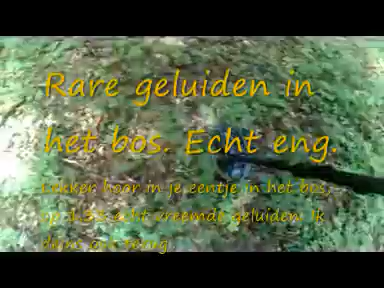 Rare geluiden in
het bos. Echt eng.
Lekker hoor in je eentje in het bos,
op 1.35 echt vreemde geluiden. Ik